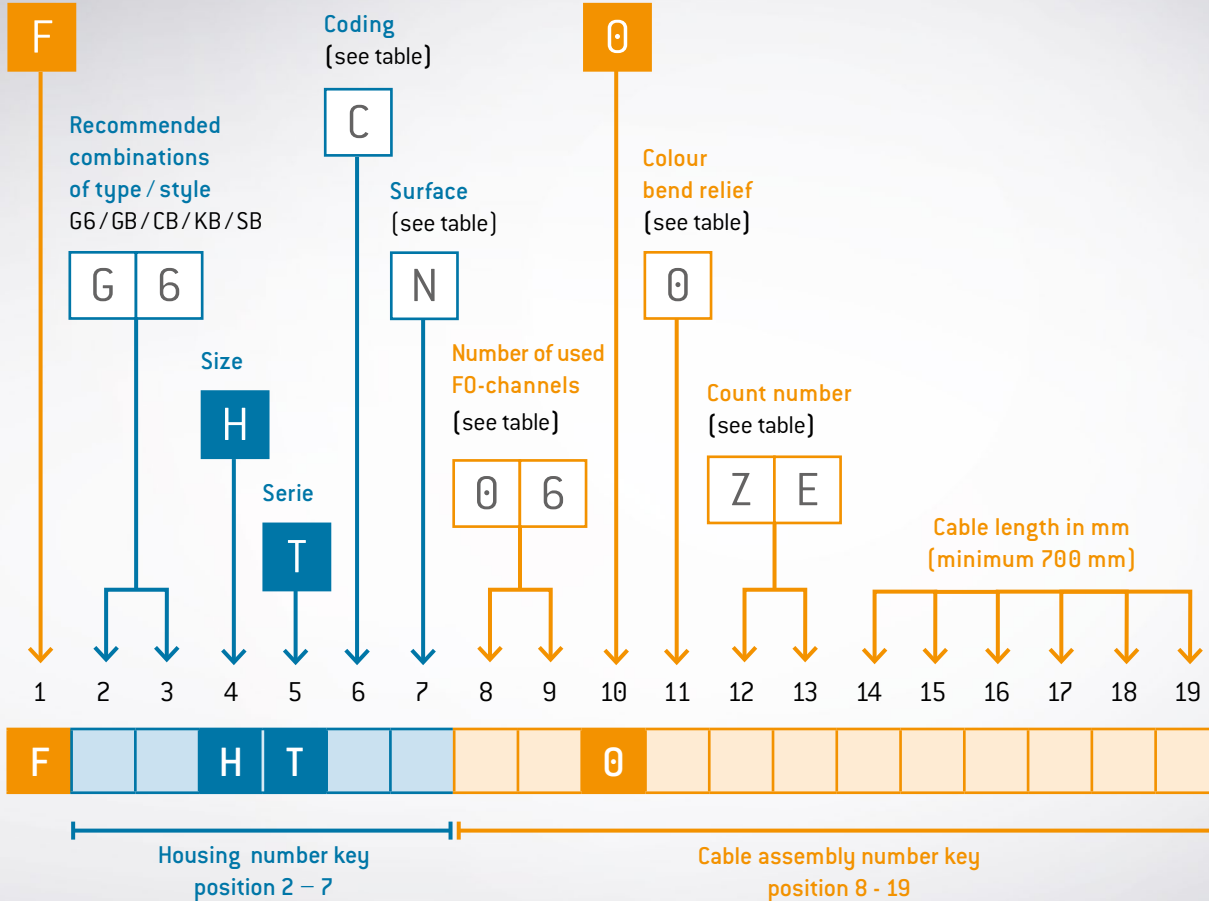 F
Recommended
combinations
of type / style
G6/GB/CB/KB/SB
G 6
Size
H
Serie
T
Coding
(see table)
C
Surface
(see table)
N
Number of used
FO-channels
(see table)
0 6
0
Colour
bend relief
(see table)
0
Count number
(see table)
Z E
Cable length in mm
(minimum 700 mm)
1 2 3 4 5 6 7 8 9 10 11 12 13 14 15 16 17 18 19
F H T 0
Housing number key
position 2 – 7
Cable assembly number key
position 8 - 19